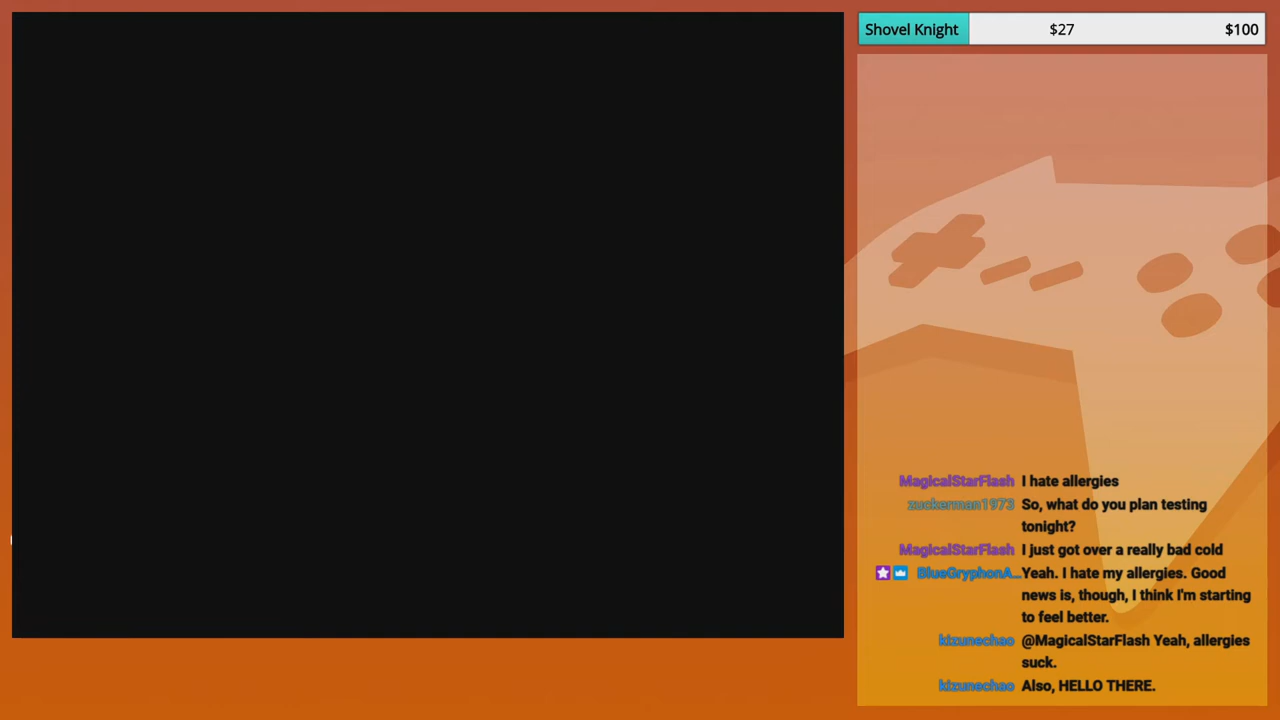 Shovel Knight $27 $100
MagicalStarFlash I hate allergies
zuckerman1973 So, what do you plan testing
tonight?
MagicalStarFlash I just got over a really bad cold
BlueGryphonA... Yeah. I hate my allergies. Good
news is, though, I think I'm starting
to feel better.
kizunechao @MagicalStarFlash Yeah, allergies
suck.
kizunechao Also, HELLO THERE.